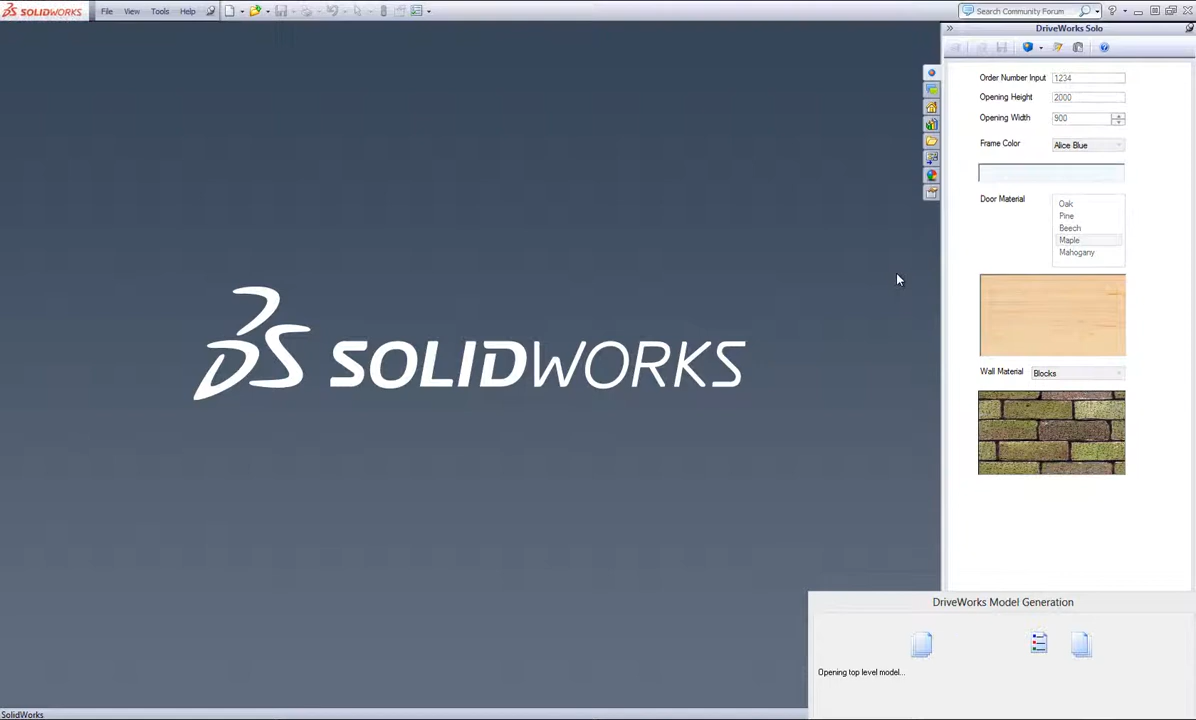 SOLIDWORKS File View Tools Help Search Community Forum ?
DriveWorks Solo
Order Number Input 1234
Opening Height 2000
Opening Width 900
Frame Color Alice Blue
Door Material
Oak
Pine
Beech
Maple
Mahogany
SOLIDWORKS
Wall Material Blocks
DriveWorks Model Generation
Opening top level model...
SolidWorks